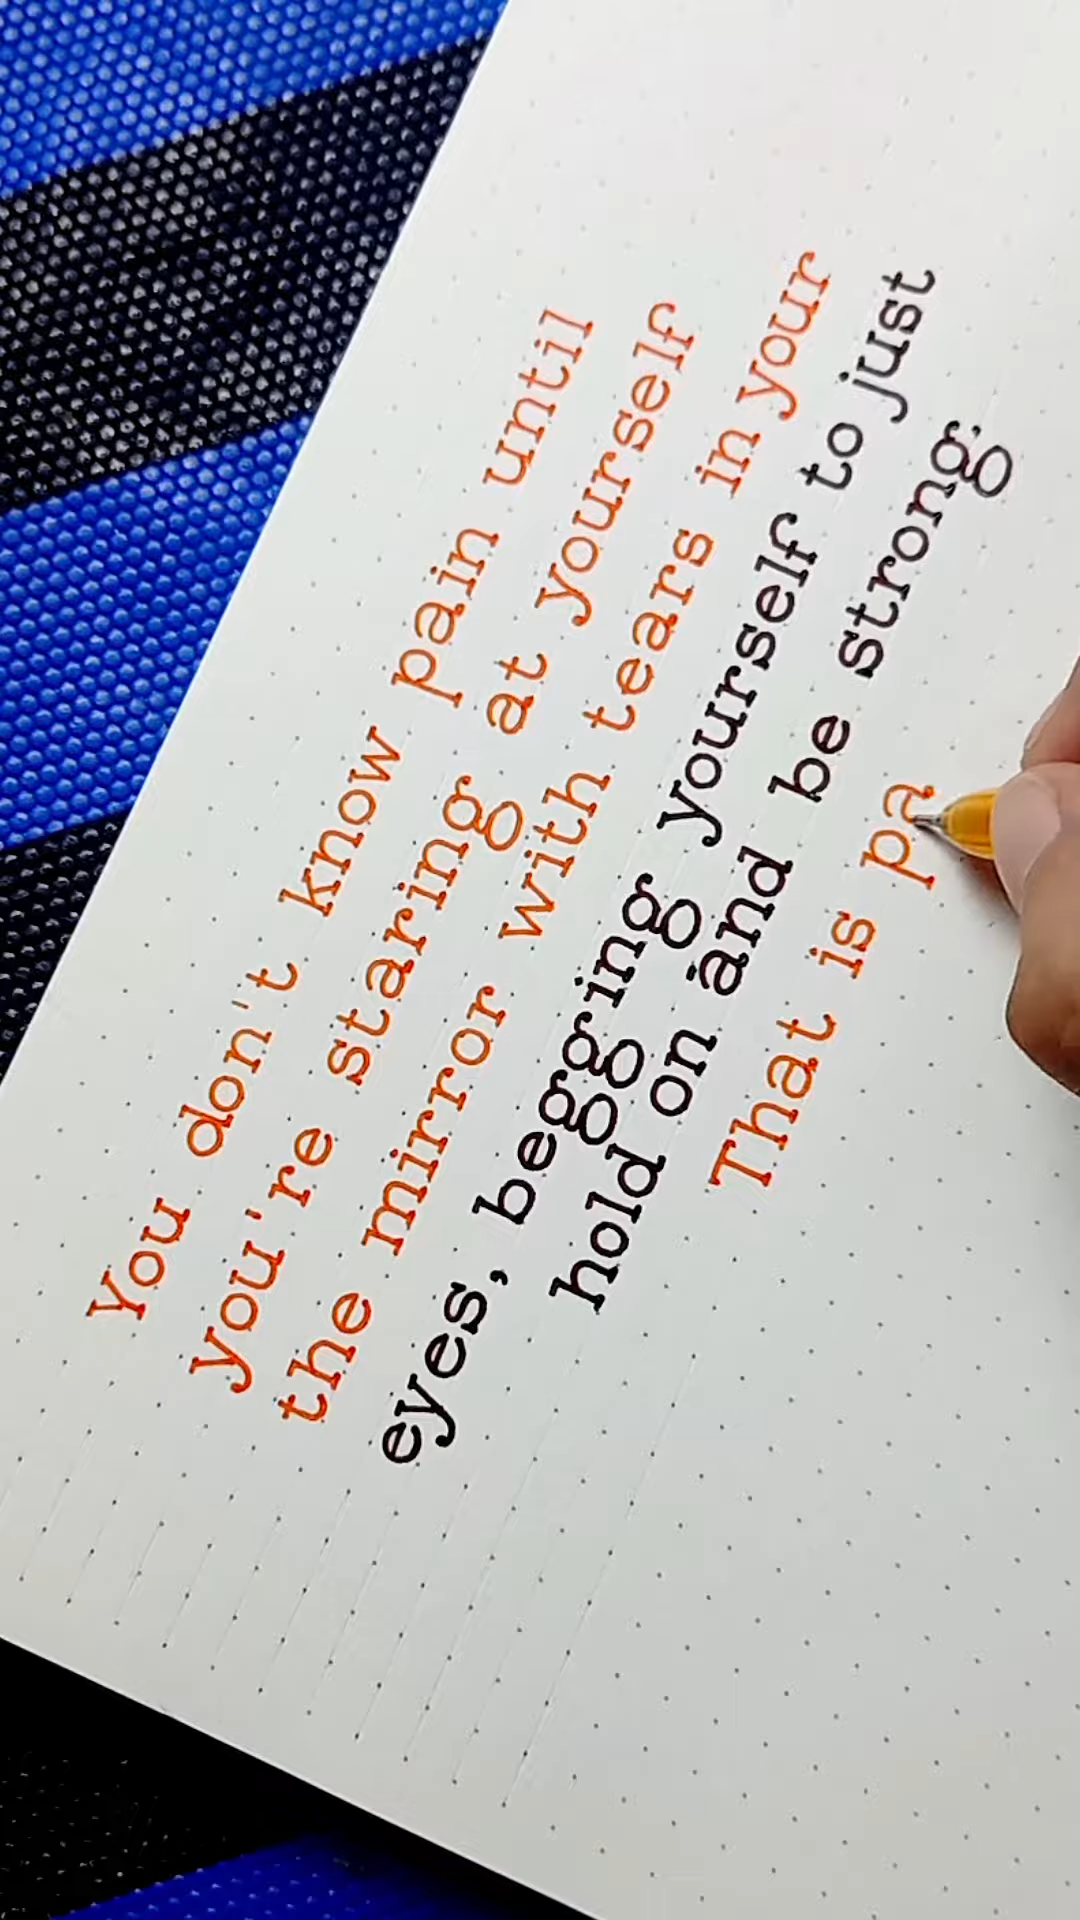 You don't know pain until
you're staring at yourself
the mirror with tears in your
eyes, begging yourself to just
hold on and be strong.
That is pa